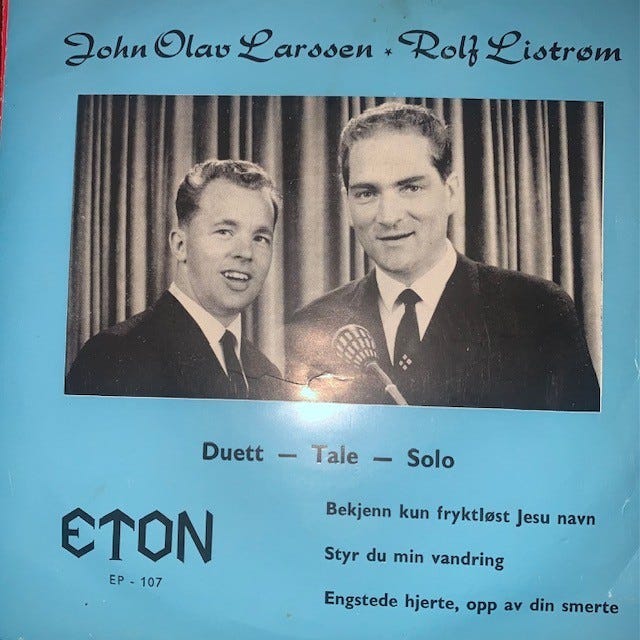 John Olav Larssen * Rolf Listrøm
Duett — Tale — Solo
ETON
EP - 107
Bekjenn kun fryktløst Jesu navn
Styr du min vandring
Engstede hjerte, opp av din smerte